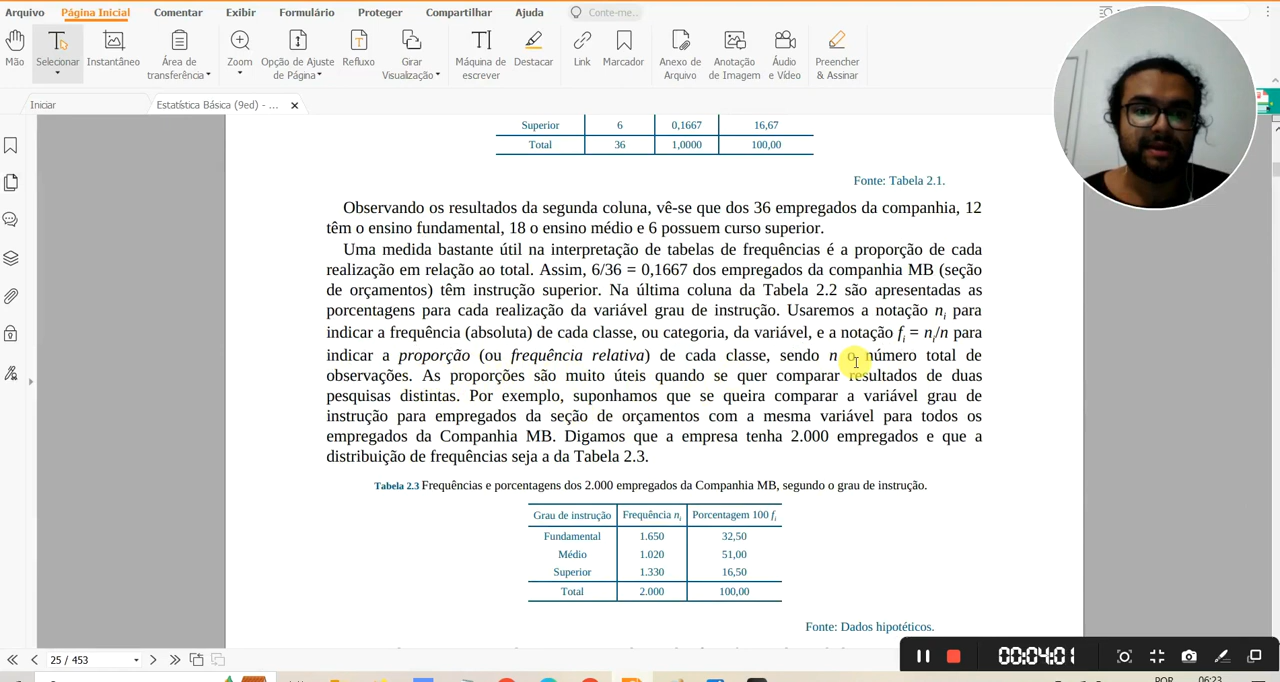 Arquivo Página Inicial Comentar Exibir Formulário Proteger Compartilhar Ajuda Conte-me..
Mão Selecionar Instantâneo Área de transferência Zoom Opção de Ajuste de Página Refluxo Girar Visualização Máquina de escrever Destacar Link Marcador Anexo de Arquivo Anotação de Imagem Áudio e Vídeo Preencher & Assinar
Iniciar Estatística Básica (9ed) - ... ×
Superior 6 0,1667 16,67
Total 36 1,0000 100,00
Fonte: Tabela 2.1.
Observando os resultados da segunda coluna, vê-se que dos 36 empregados da companhia, 12
têm o ensino fundamental, 18 o ensino médio e 6 possuem curso superior.
Uma medida bastante útil na interpretação de tabelas de frequências é a proporção de cada
realização em relação ao total. Assim, 6/36 = 0,1667 dos empregados da companhia MB (seção
de orçamentos) têm instrução superior. Na última coluna da Tabela 2.2 são apresentadas as
porcentagens para cada realização da variável grau de instrução. Usaremos a notação ni para
indicar a frequência (absoluta) de cada classe, ou categoria, da variável, e a notação fi = ni/n para
indicar a proporção (ou frequência relativa) de cada classe, sendo n o número total de
observações. As proporções são muito úteis quando se quer comparar resultados de duas
pesquisas distintas. Por exemplo, suponhamos que se queira comparar a variável grau de
instrução para empregados da seção de orçamentos com a mesma variável para todos os
empregados da Companhia MB. Digamos que a empresa tenha 2.000 empregados e que a
distribuição de frequências seja a da Tabela 2.3.
Tabela 2.3 Frequências e porcentagens dos 2.000 empregados da Companhia MB, segundo o grau de instrução.
Grau de instrução Frequência ni Porcentagem 100 fi
Fundamental 1.650 32,50
Médio 1.020 51,00
Superior 1.330 16,50
Total 2.000 100,00
Fonte: Dados hipotéticos.
25 / 453
00:04:01
POR 06:23